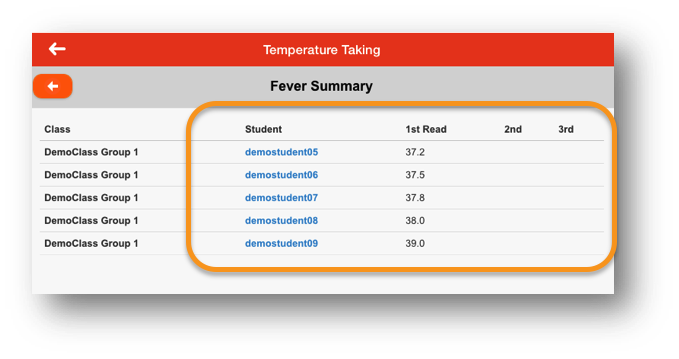 Temperature Taking
Fever Summary
Class Student 1st Read 2nd 3rd
DemoClass Group 1 demostudent05 37.2
DemoClass Group 1 demostudent06 37.5
DemoClass Group 1 demostudent07 37.8
DemoClass Group 1 demostudent08 38.0
DemoClass Group 1 demostudent09 39.0